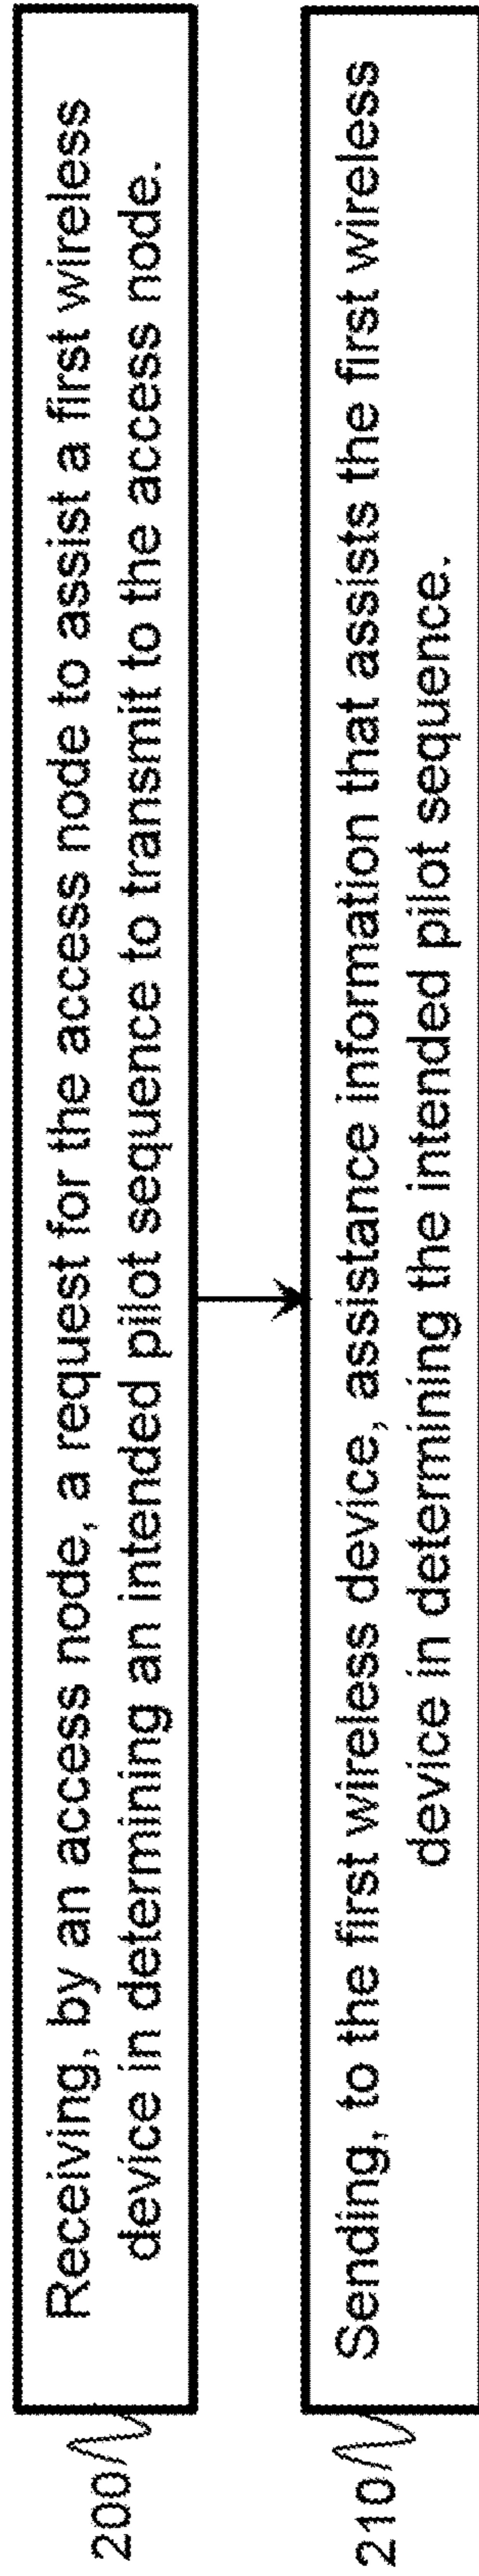 200
Receiving, by an access node, a request for the access node to assist a first wireless
device in determining an intended pilot sequence to transmit to the access node.
210
Sending, to the first wireless device, assistance information that assists the first wireless
device in determining the intended pilot sequence.